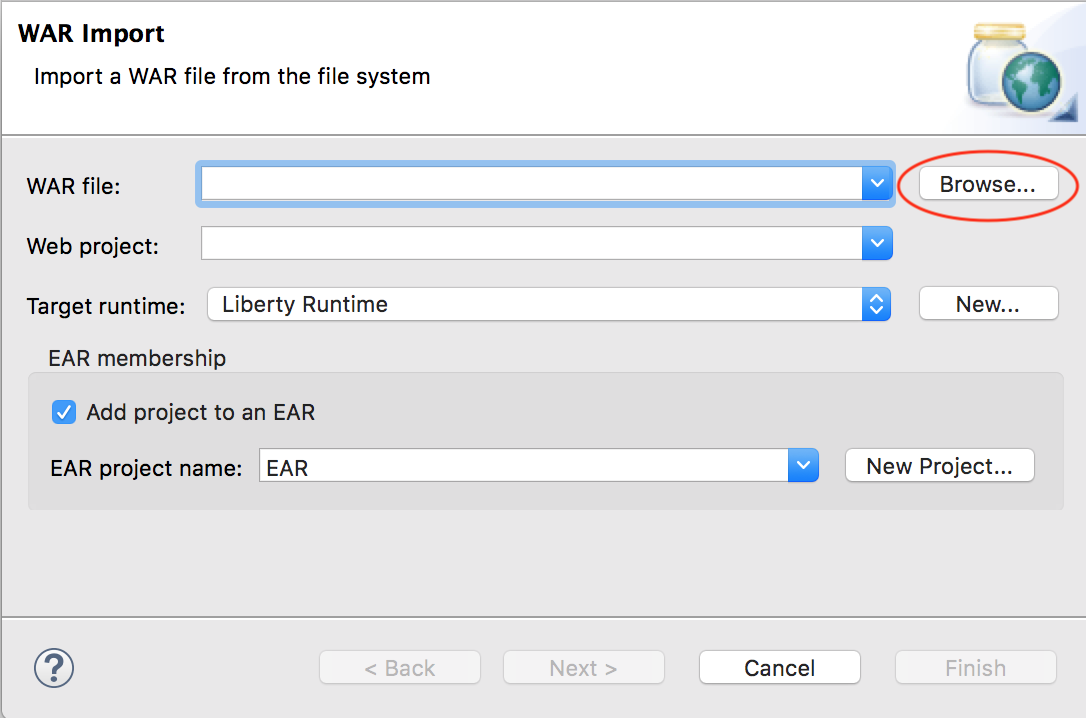 WAR Import
Import a WAR file from the file system
WAR file:
Browse...
Web project:
Target runtime:
Liberty Runtime
New...
EAR membership
Add project to an EAR
EAR project name:
EAR
New Project...
?
< Back
Next >
Cancel
Finish